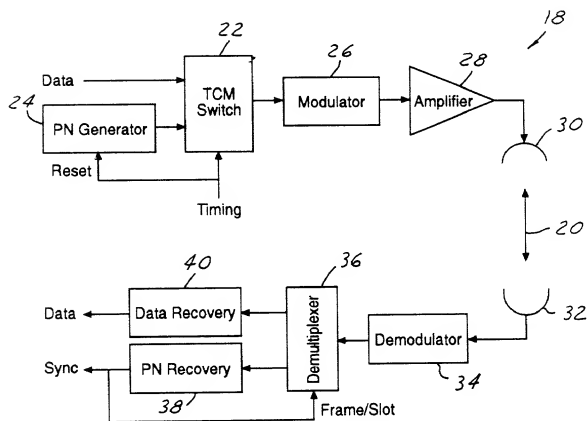 18
22
Data
TCM
Switch
26
Modulator
28
Amplifier
24
PN Generator
30
Reset
Timing
20
40
Data
Data Recovery
36
Demultiplexer
32
Demodulator
34
Sync
PN Recovery
38
Frame/Slot